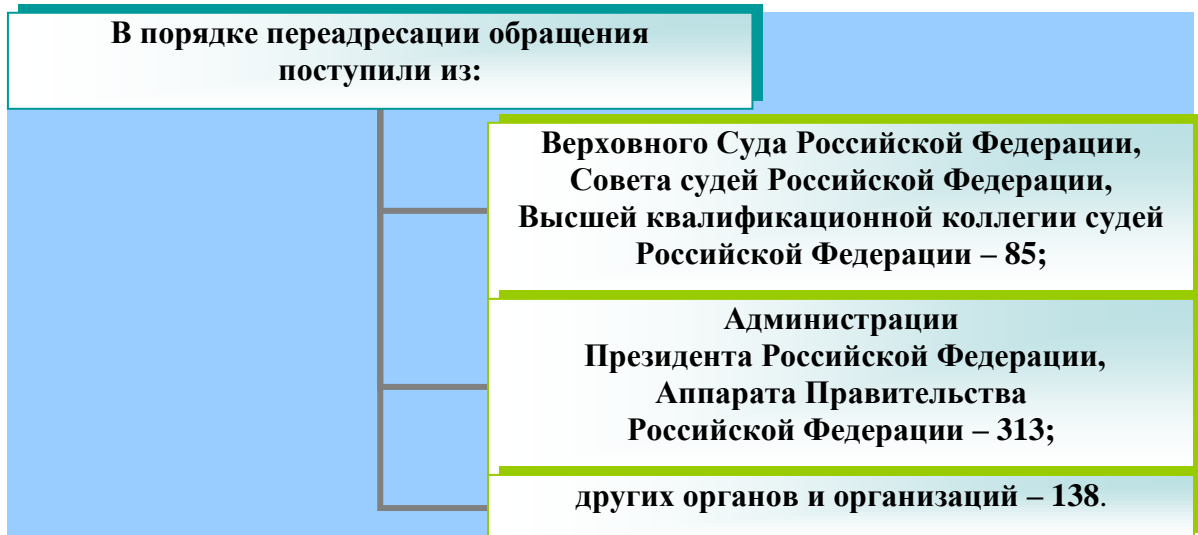 В порядке переадресации обращения
поступили из:
Верховного Суда Российской Федерации,
Совета судей Российской Федерации,
Высшей квалификационной коллегии судей
Российской Федерации – 85;
Администрации
Президента Российской Федерации,
Аппарата Правительства
Российской Федерации – 313;
других органов и организаций – 138.